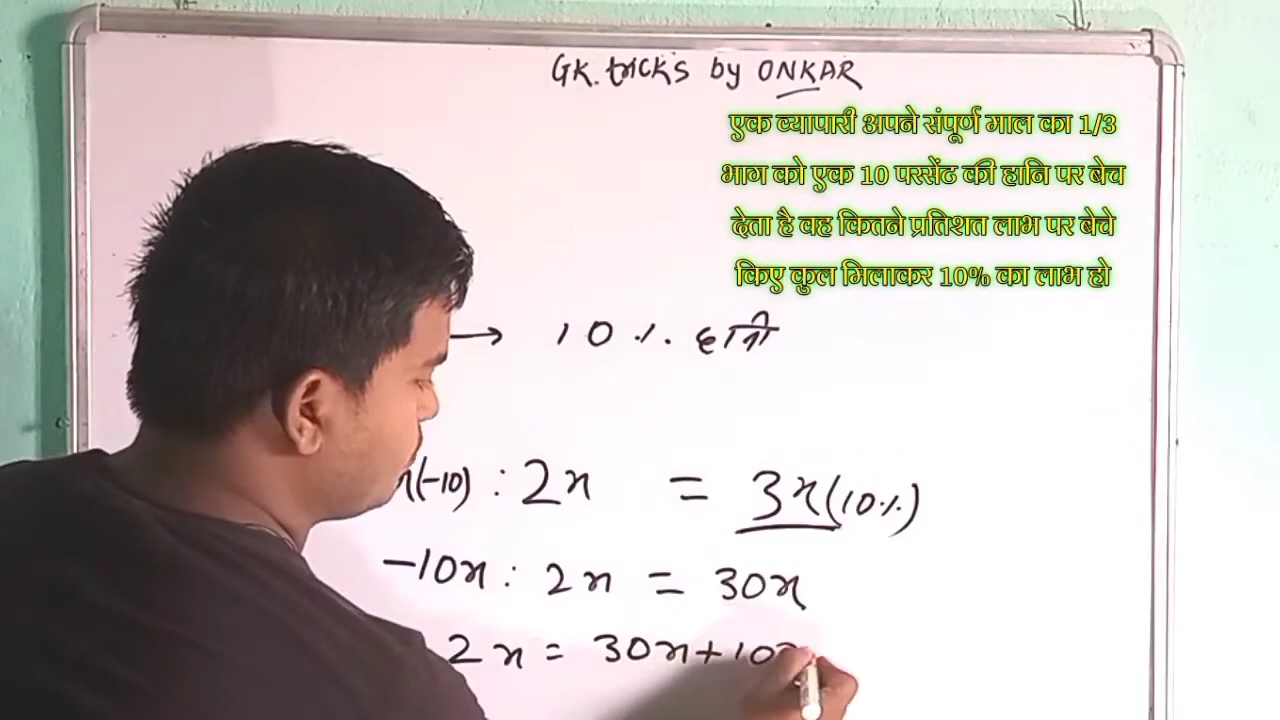 GK. tricks by ONKAR
एक व्यापारी अपने संपूर्ण माल का 1/3
भाग को एक 10 परसेंट की हानि पर बेच
देता है वह कितने प्रतिशत लाभ पर बेचे
किए कुल मिलाकर 10% का लाभ हो
→ 10 %. हानि
x(-10) : 2x = 3x(10%)
-10x : 2x = 30x
2x = 30x+10x